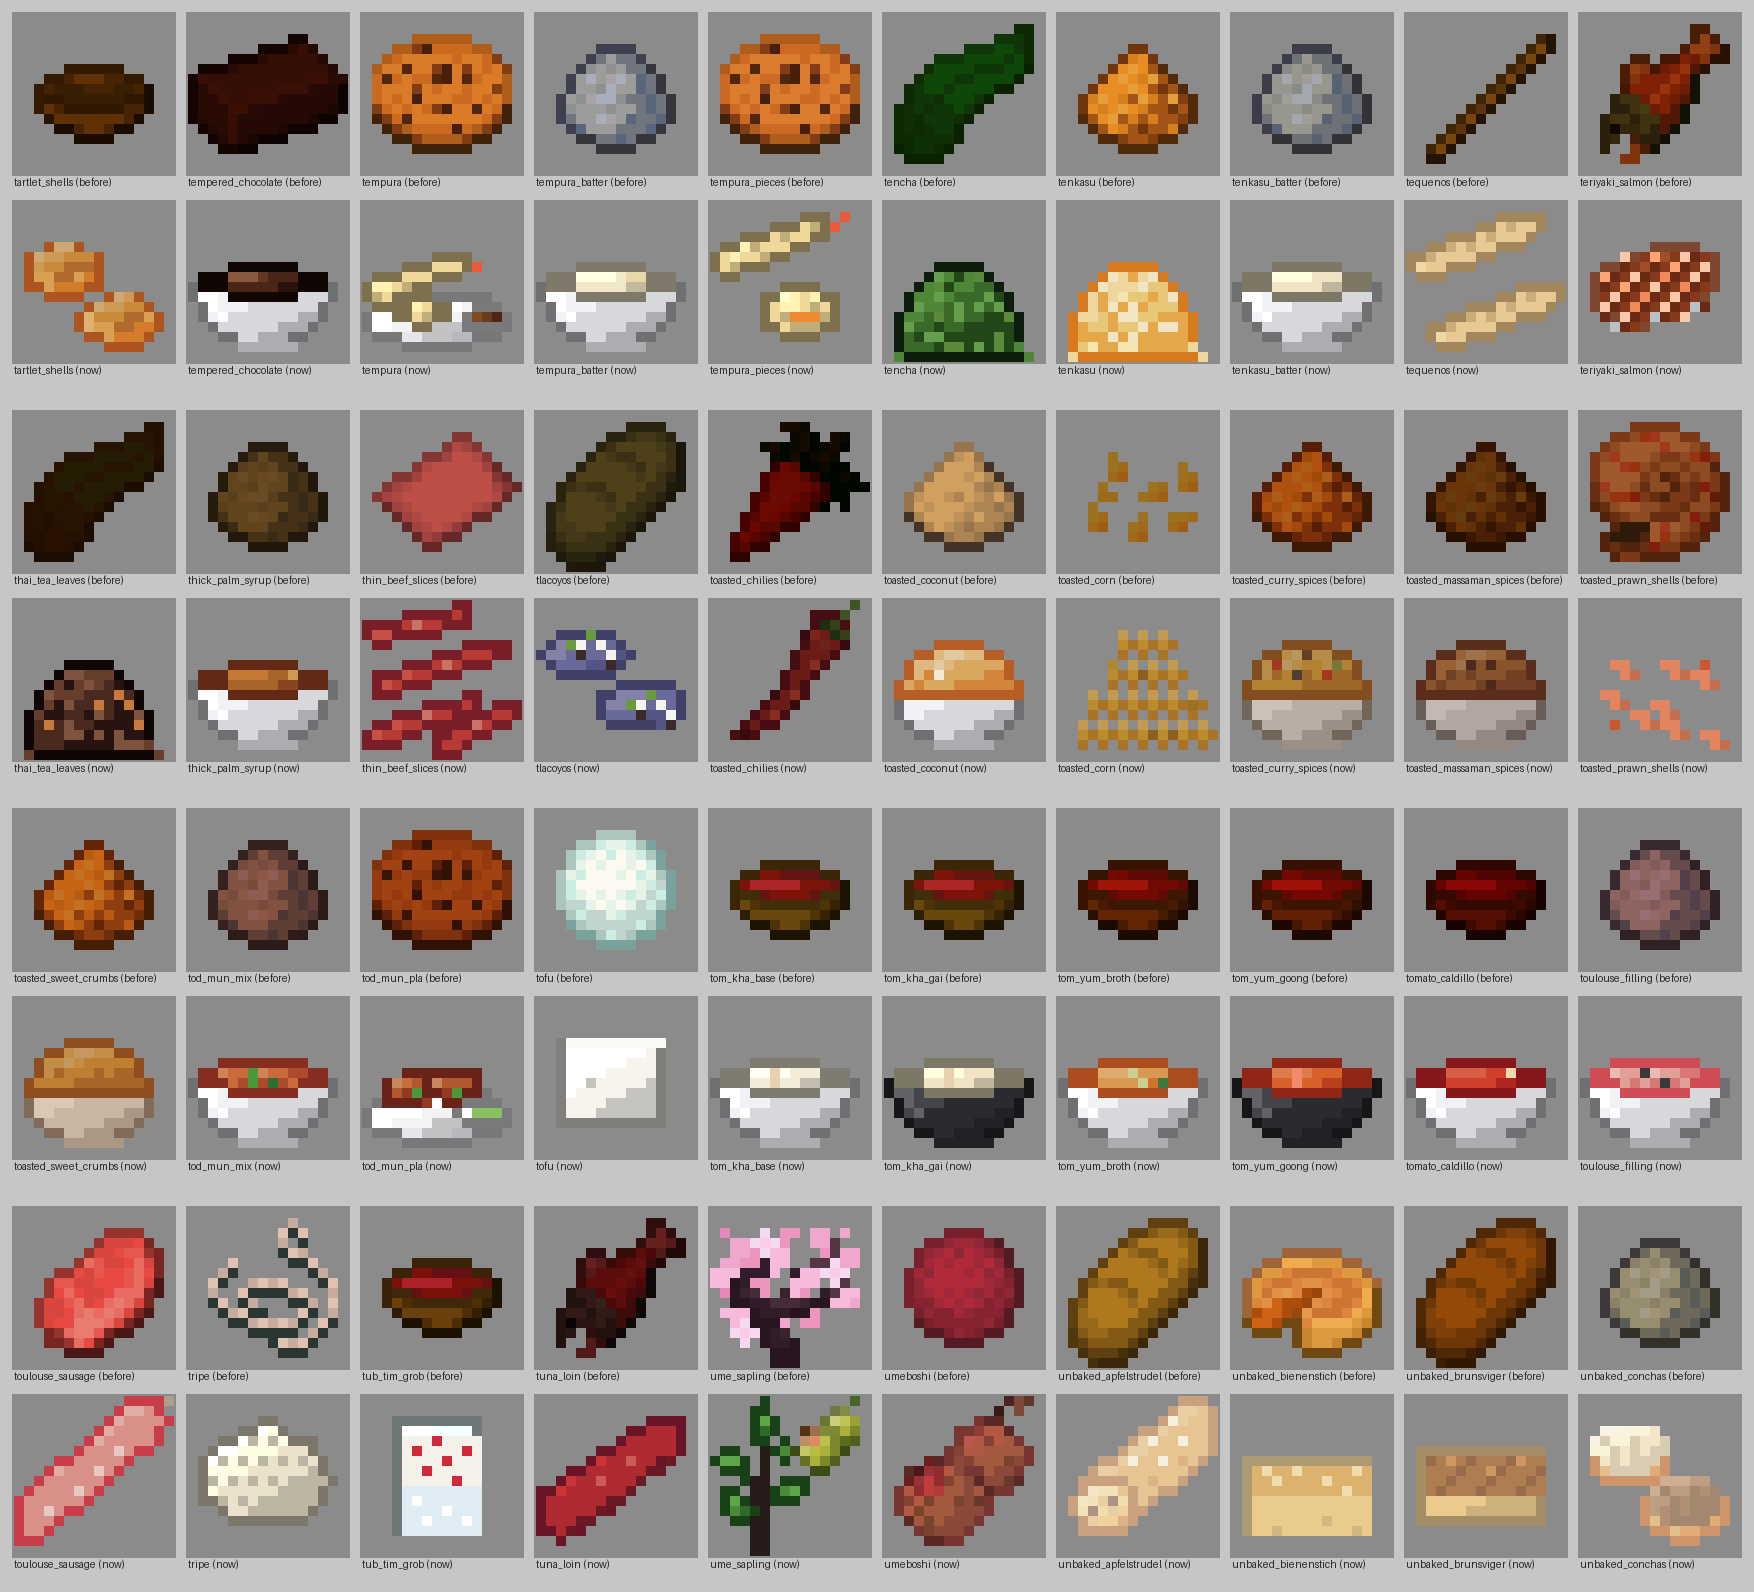 tartlet_shells (before) tempered_chocolate (before) tempura (before) tempura_batter (before) tempura_pieces (before) tencha (before) tenkasu (before) tenkasu_batter (before) tequenos (before) teriyaki_salmon (before)
tartlet_shells (now) tempered_chocolate (now) tempura (now) tempura_batter (now) tempura_pieces (now) tencha (now) tenkasu (now) tenkasu_batter (now) tequenos (now) teriyaki_salmon (now)
thai_tea_leaves (before) thick_palm_syrup (before) thin_beef_slices (before) tlacoyos (before) toasted_chilies (before) toasted_coconut (before) toasted_corn (before) toasted_curry_spices (before) toasted_massaman_spices (before) toasted_prawn_shells (before)
thai_tea_leaves (now) thick_palm_syrup (now) thin_beef_slices (now) tlacoyos (now) toasted_chilies (now) toasted_coconut (now) toasted_corn (now) toasted_curry_spices (now) toasted_massaman_spices (now) toasted_prawn_shells (now)
toasted_sweet_crumbs (before) tod_mun_mix (before) tod_mun_pla (before) tofu (before) tom_kha_base (before) tom_kha_gai (before) tom_yum_broth (before) tom_yum_goong (before) tomato_caldillo (before) toulouse_filling (before)
toasted_sweet_crumbs (now) tod_mun_mix (now) tod_mun_pla (now) tofu (now) tom_kha_base (now) tom_kha_gai (now) tom_yum_broth (now) tom_yum_goong (now) tomato_caldillo (now) toulouse_filling (now)
toulouse_sausage (before) tripe (before) tub_tim_grob (before) tuna_loin (before) ume_sapling (before) umeboshi (before) unbaked_apfelstrudel (before) unbaked_bienenstich (before) unbaked_brunsviger (before) unbaked_conchas (before)
toulouse_sausage (now) tripe (now) tub_tim_grob (now) tuna_loin (now) ume_sapling (now) umeboshi (now) unbaked_apfelstrudel (now) unbaked_bienenstich (now) unbaked_brunsviger (now) unbaked_conchas (now)